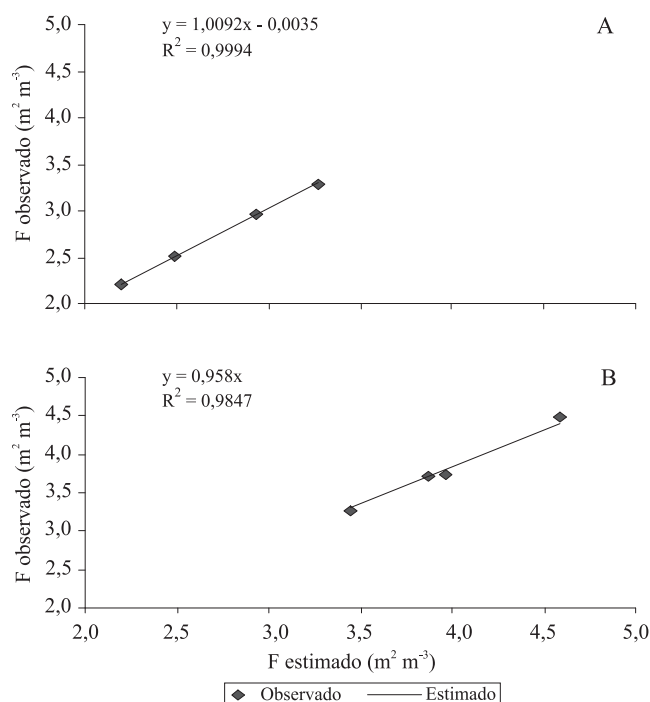 y = 1,0092x - 0,0035
R² = 0,9994
A
F observado (m² m⁻³)
5,0
4,5
4,0
3,5
3,0
2,5
2,0
y = 0,958x
R² = 0,9847
B
F observado (m² m⁻³)
5,0
4,5
4,0
3,5
3,0
2,5
2,0
2,0 2,5 3,0 3,5 4,0 4,5 5,0
F estimado (m² m⁻³)
Observado Estimado